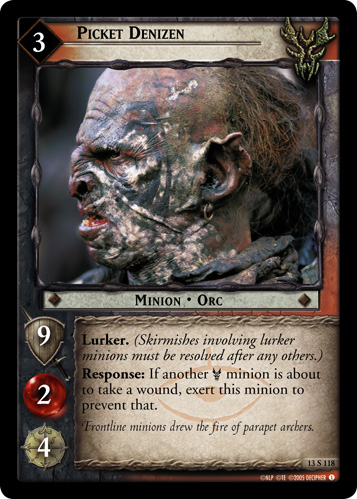 3
Picket Denizen
Minion • Orc
9
2
4
Lurker. (Skirmishes involving lurker
minions must be resolved after any others.)
Response: If another minion is about
to take a wound, exert this minion to
prevent that.
Frontline minions drew the fire of parapet archers.
13 S 118
©NLP ©TE ©2005 DECIPHER 1